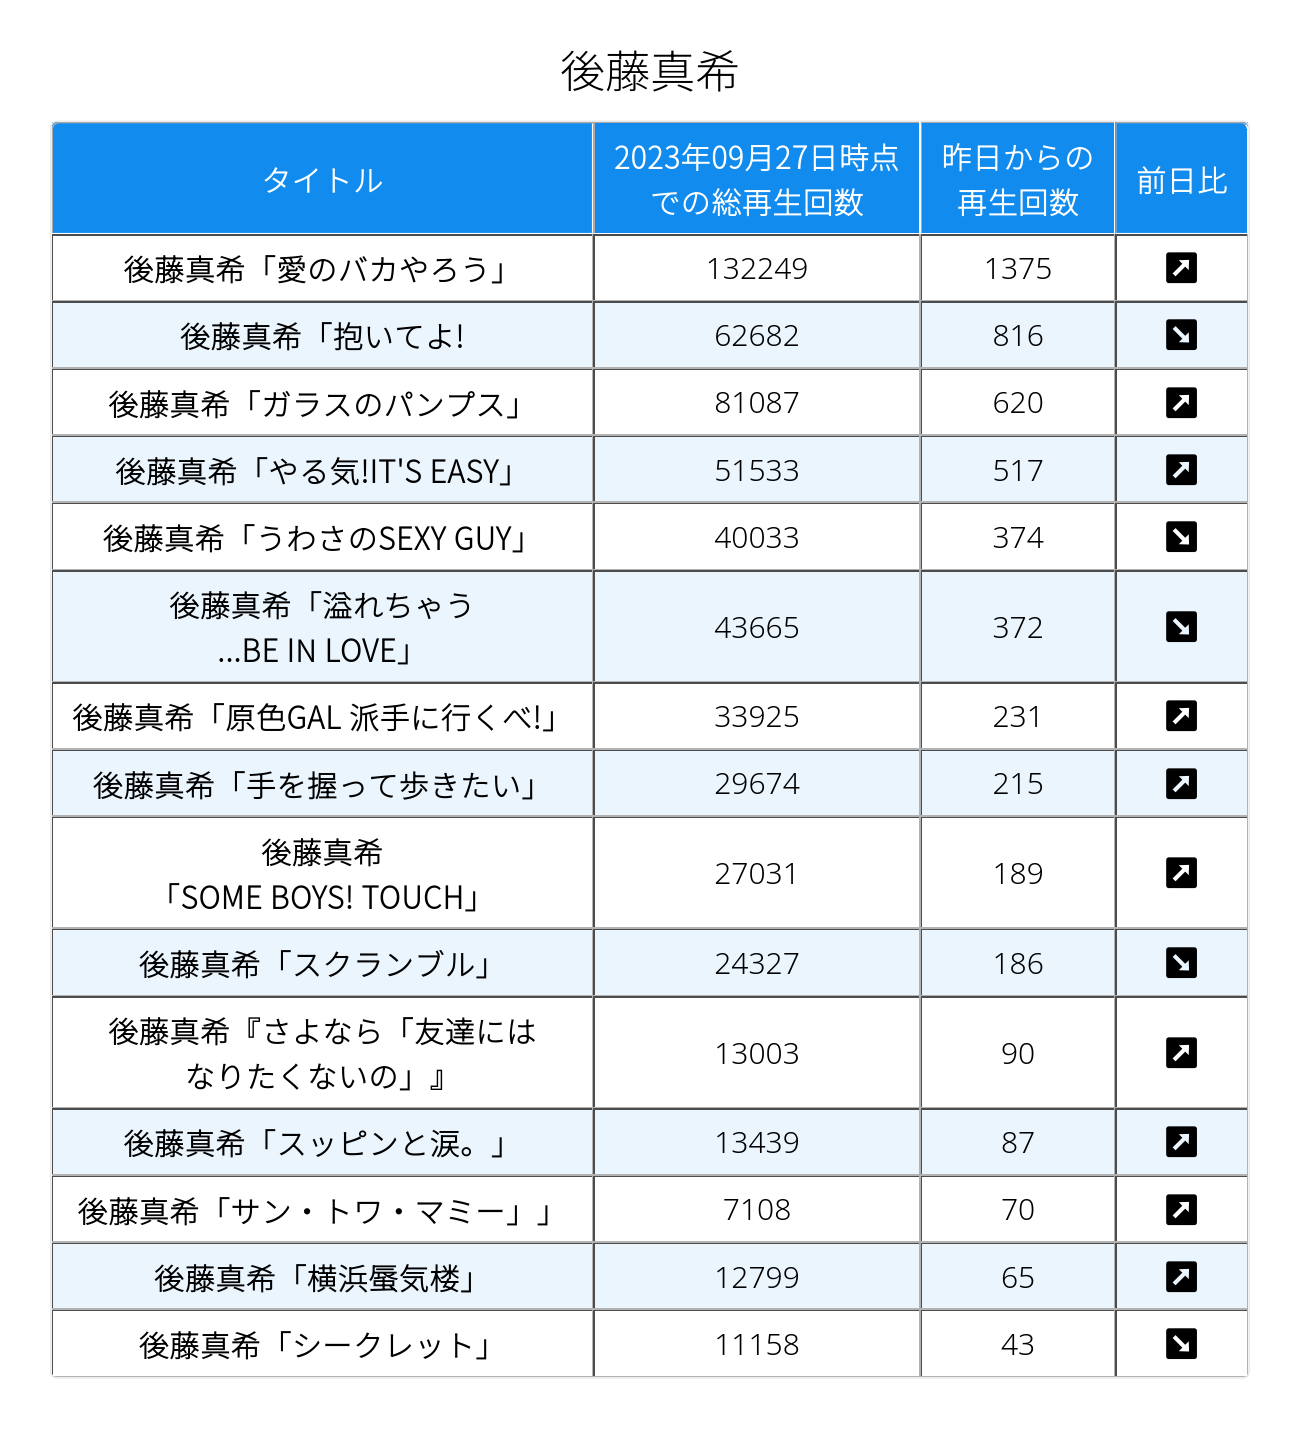 後藤真希
タイトル
2023年09月27日時点
での総再生回数
昨日からの
再生回数
前日比
後藤真希「愛のバカやろう」
132249
1375
後藤真希「抱いてよ!
62682
816
後藤真希「ガラスのパンプス」
81087
620
後藤真希「やる気!IT'S EASY」
51533
517
後藤真希「うわさのSEXY GUY」
40033
374
後藤真希「溢れちゃう
...BE IN LOVE」
43665
372
後藤真希「原色GAL 派手に行くべ!」
33925
231
後藤真希「手を握って歩きたい」
29674
215
後藤真希
「SOME BOYS! TOUCH」
27031
189
後藤真希「スクランブル」
24327
186
後藤真希『さよなら「友達には
なりたくないの」』
13003
90
後藤真希「スッピンと涙。」
13439
87
後藤真希「サン・トワ・マミー」」
7108
70
後藤真希「横浜蜃気楼」
12799
65
後藤真希「シークレット」
11158
43